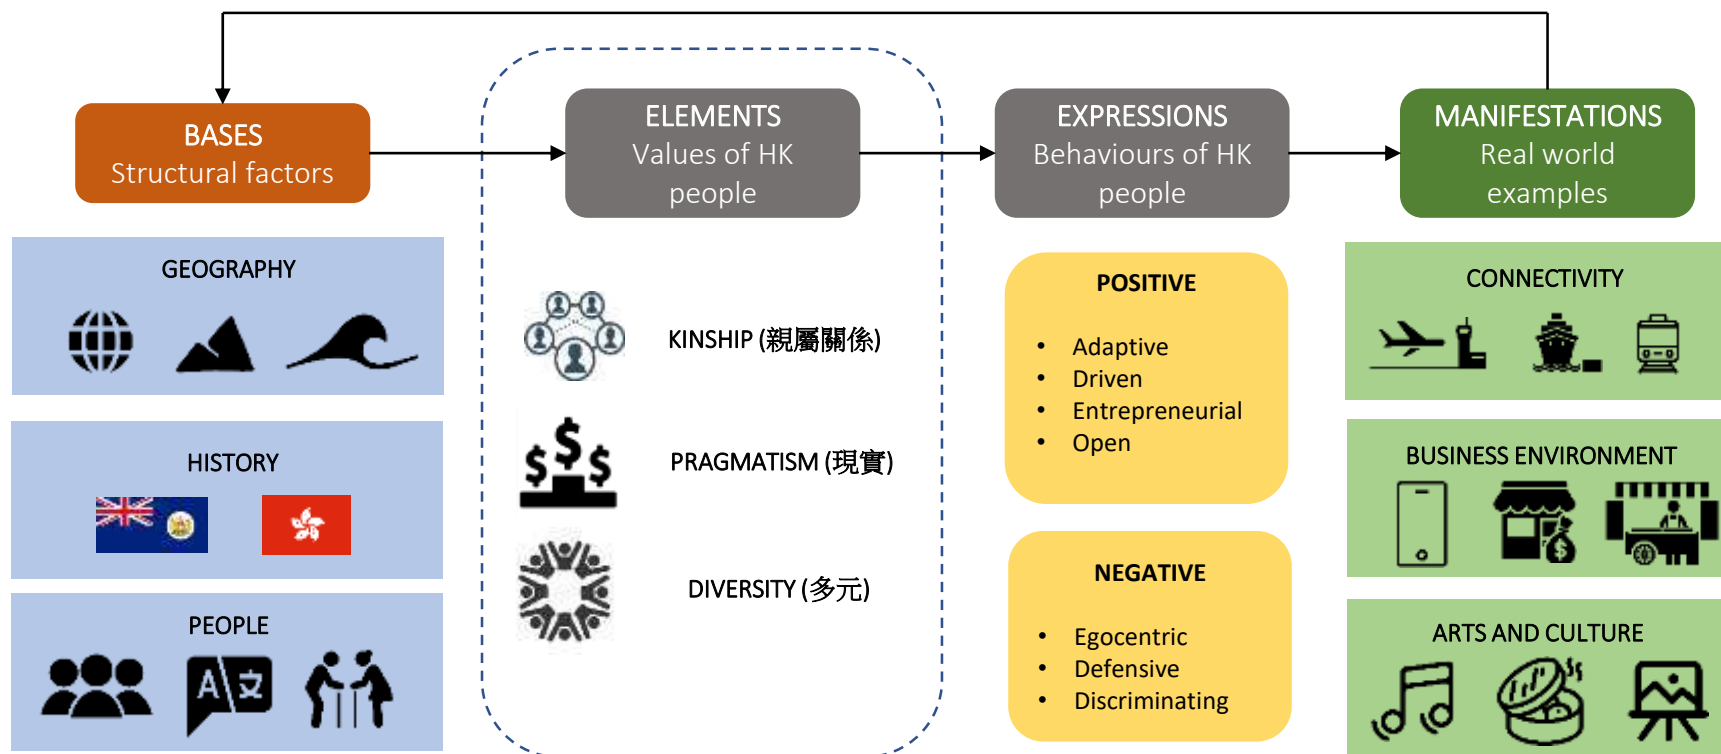 BASES
Structural factors
ELEMENTS
Values of HK
people
EXPRESSIONS
Behaviours of HK
people
MANIFESTATIONS
Real world
examples
GEOGRAPHY
HISTORY
PEOPLE
A 文
KINSHIP (親屬關係)
$ $ $
PRAGMATISM (現實)
DIVERSITY (多元)
POSITIVE
• Adaptive
• Driven
• Entrepreneurial
• Open
NEGATIVE
• Egocentric
• Defensive
• Discriminating
CONNECTIVITY
BUSINESS ENVIRONMENT
$
ARTS AND CULTURE